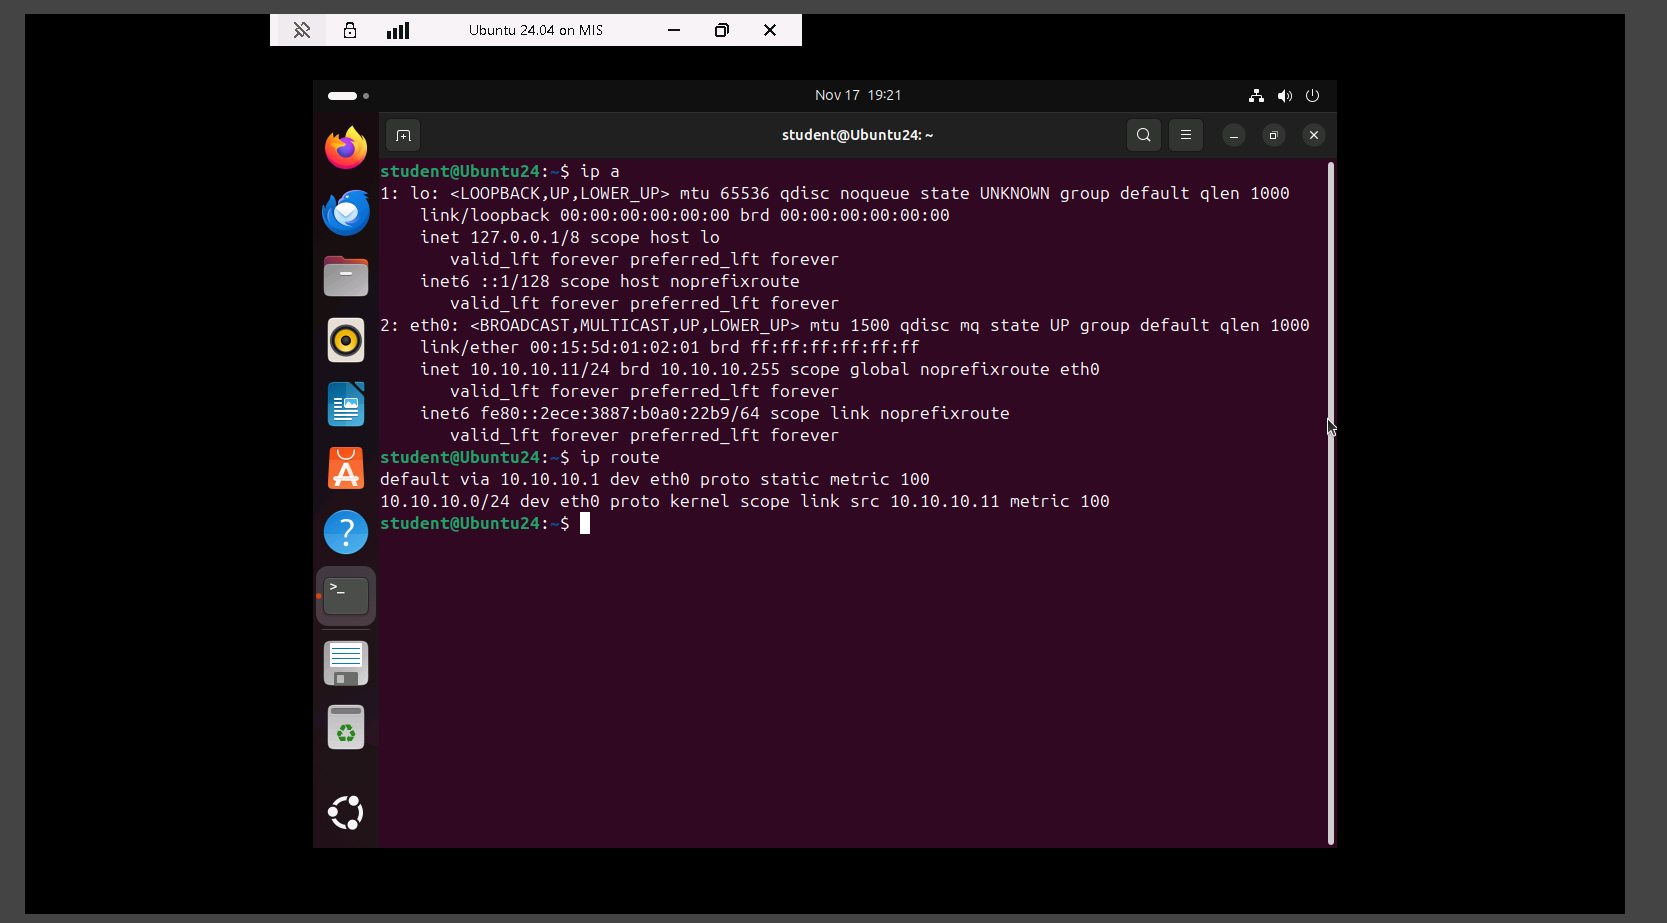 Ubuntu 24.04 on MIS
Nov 17 19:21
student@Ubuntu24: ~
student@Ubuntu24:~$ ip a
1: lo: <LOOPBACK,UP,LOWER_UP> mtu 65536 qdisc noqueue state UNKNOWN group default qlen 1000
    link/loopback 00:00:00:00:00:00 brd 00:00:00:00:00:00
    inet 127.0.0.1/8 scope host lo
       valid_lft forever preferred_lft forever
    inet6 ::1/128 scope host noprefixroute
       valid_lft forever preferred_lft forever
2: eth0: <BROADCAST,MULTICAST,UP,LOWER_UP> mtu 1500 qdisc mq state UP group default qlen 1000
    link/ether 00:15:5d:01:02:01 brd ff:ff:ff:ff:ff:ff
    inet 10.10.10.11/24 brd 10.10.10.255 scope global noprefixroute eth0
       valid_lft forever preferred_lft forever
    inet6 fe80::2ece:3887:b0a0:22b9/64 scope link noprefixroute
       valid_lft forever preferred_lft forever
student@Ubuntu24:~$ ip route
default via 10.10.10.1 dev eth0 proto static metric 100
10.10.10.0/24 dev eth0 proto kernel scope link src 10.10.10.11 metric 100
student@Ubuntu24:~$